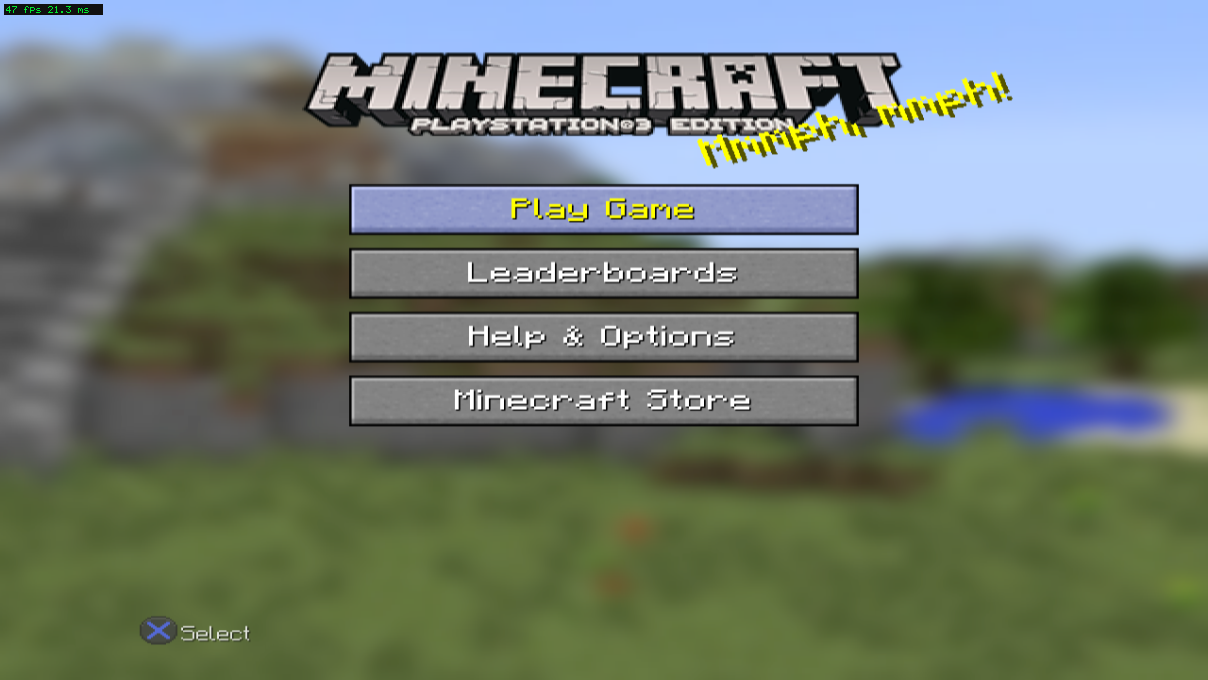 47 fps 21.3 ms
MINECRAFT
PLAYSTATION®3 EDITION
Mmmph, mmph!
Play Game
Leaderboards
Help & Options
Minecraft Store
Select